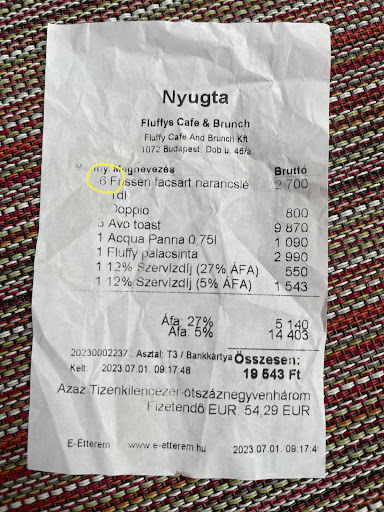 Nyugta
Fluffys Cafe & Brunch
Fluffy Cafe And Brunch Kft
1072 Budapest, Dob u. 46/a
Megnevezés Bruttó
6 Frissen facsart narancslé 2 700
1dl
Doppio 800
3 Avo toast 9 870
1 Acqua Panna 0,75l 1 090
1 Fluffy palacsinta 2 990
1 12% Szervízdíj (27% ÁFA) 550
1 12% Szervízdíj (5% ÁFA) 1 543
Áfa: 27% 5 140
Áfa: 5% 14 403
20230002237 , Asztal: T3 / Bankkártya Összesen:
Kelt: 2023.07.01. 09:17:48 19 543 Ft
Azaz Tizenkilencezer-ötszáznegyvenhárom
Fizetendő EUR: 54,29 EUR
E-Étterem www.e-etterem.hu 2023.07.01. 09:17:4